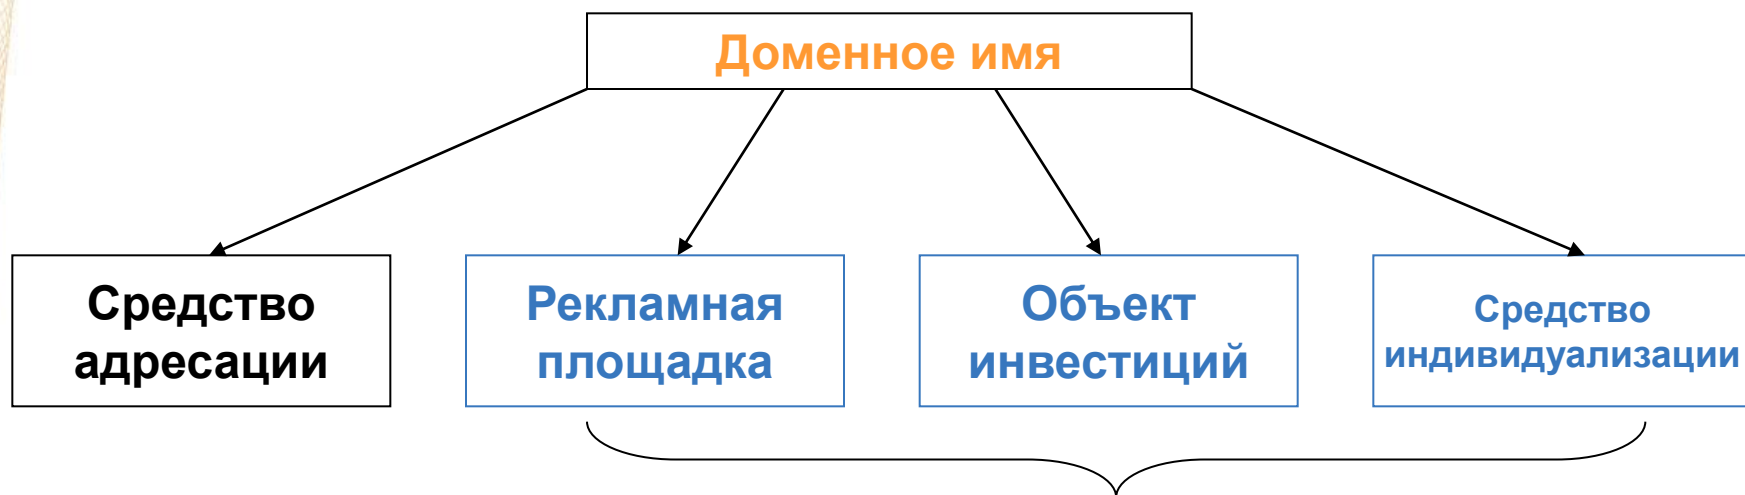 Доменное имя
Средство
адресации
Рекламная
площадка
Объект
инвестиций
Средство
индивидуализации